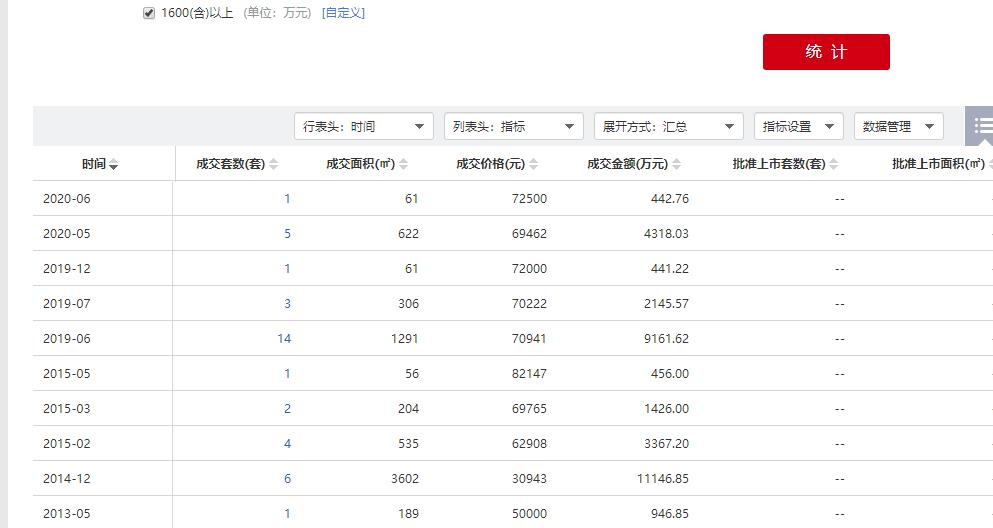 1600(含)以上 (单位：万元) [自定义]
统 计
行表头：时间 列表头：指标 展开方式：汇总 指标设置 数据管理
时间 成交套数(套) 成交面积(㎡) 成交价格(元) 成交金额(万元) 批准上市套数(套) 批准上市面积(㎡)
2020-06 1 61 72500 442.76 --
2020-05 5 622 69462 4318.03 --
2019-12 1 61 72000 441.22 --
2019-07 3 306 70222 2145.57 --
2019-06 14 1291 70941 9161.62 --
2015-05 1 56 82147 456.00 --
2015-03 2 204 69765 1426.00 --
2015-02 4 535 62908 3367.20 --
2014-12 6 3602 30943 11146.85 --
2013-05 1 189 50000 946.85 --